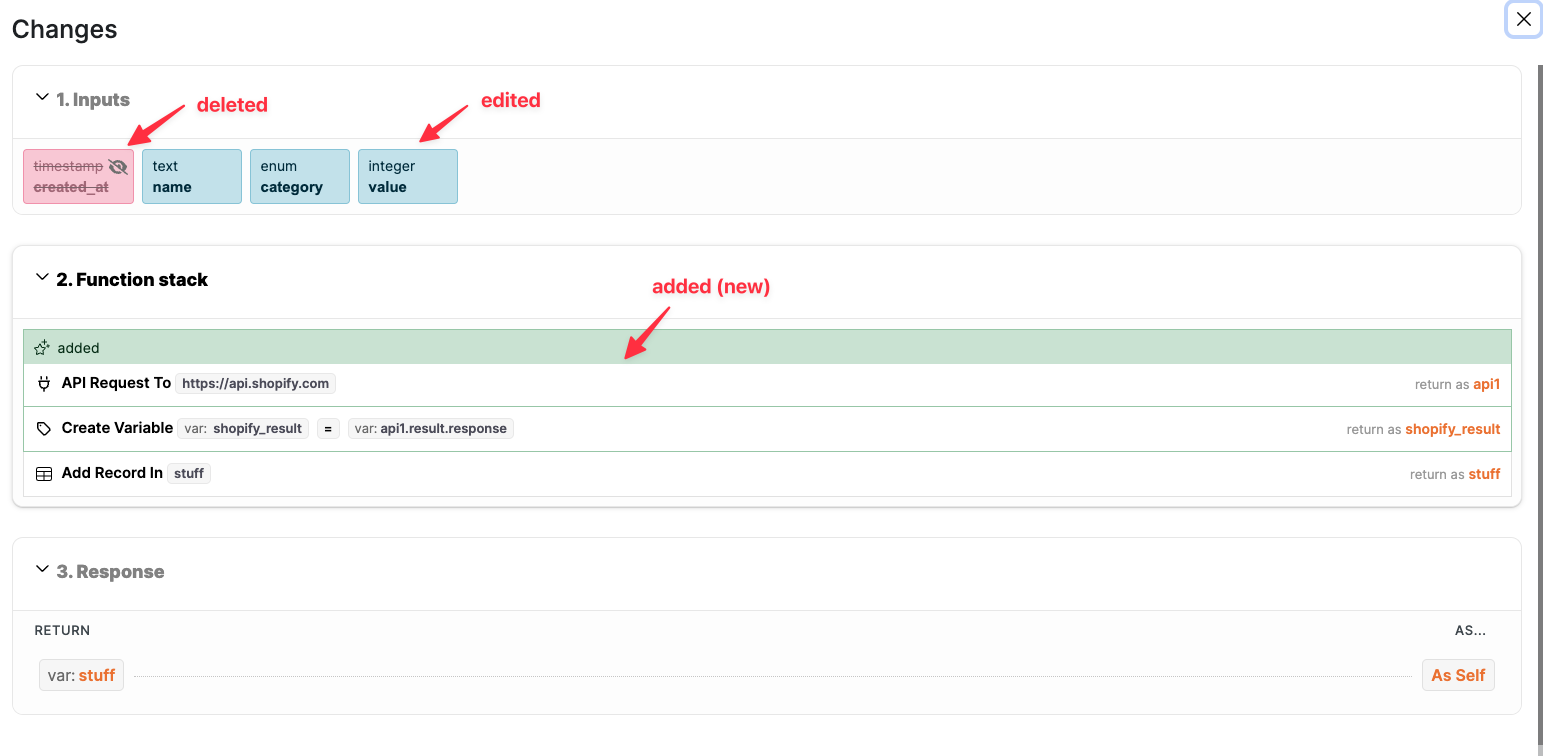 Changes
1. Inputs
deleted
edited
timestamp
created_at
text
name
enum
category
integer
value
2. Function stack
added (new)
added
API Request To https://api.shopify.com return as api1
Create Variable var: shopify_result = var: api1.result.response return as shopify_result
Add Record In stuff return as stuff
3. Response
RETURN AS...
var: stuff As Self